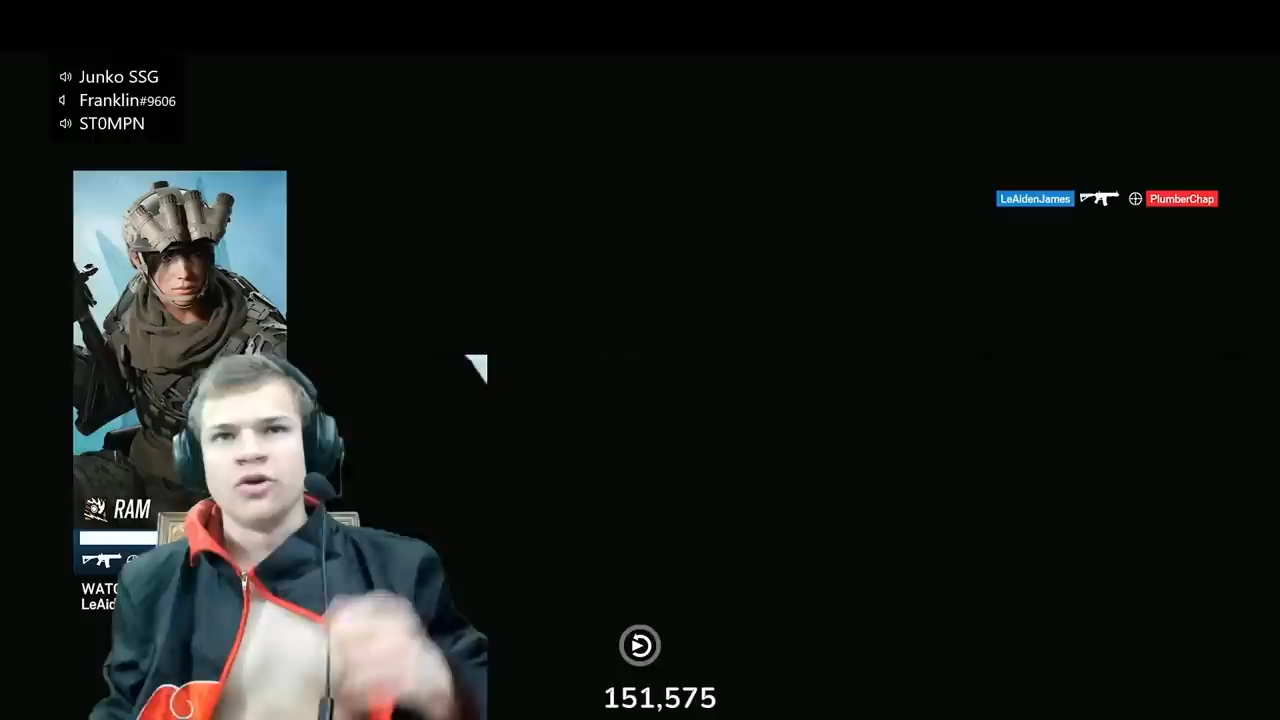 Junko SSG
Franklin#9606
ST0MPN
LeAidenJames PlumberChap
RAM
151,575